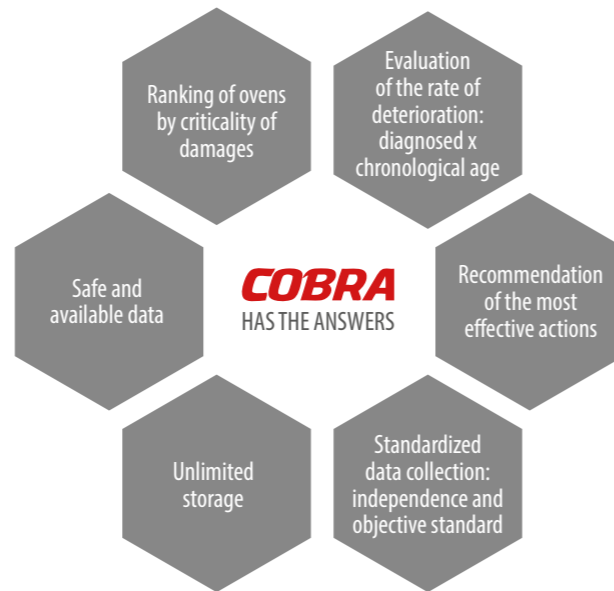 Ranking of ovens
by criticality of
damages
Evaluation
of the rate of
deterioration:
diagnosed x
chronological age
Safe and
available data
COBRA
HAS THE ANSWERS
Recommendation
of the most
effective actions
Unlimited
storage
Standardized
data collection:
independence and
objective standard